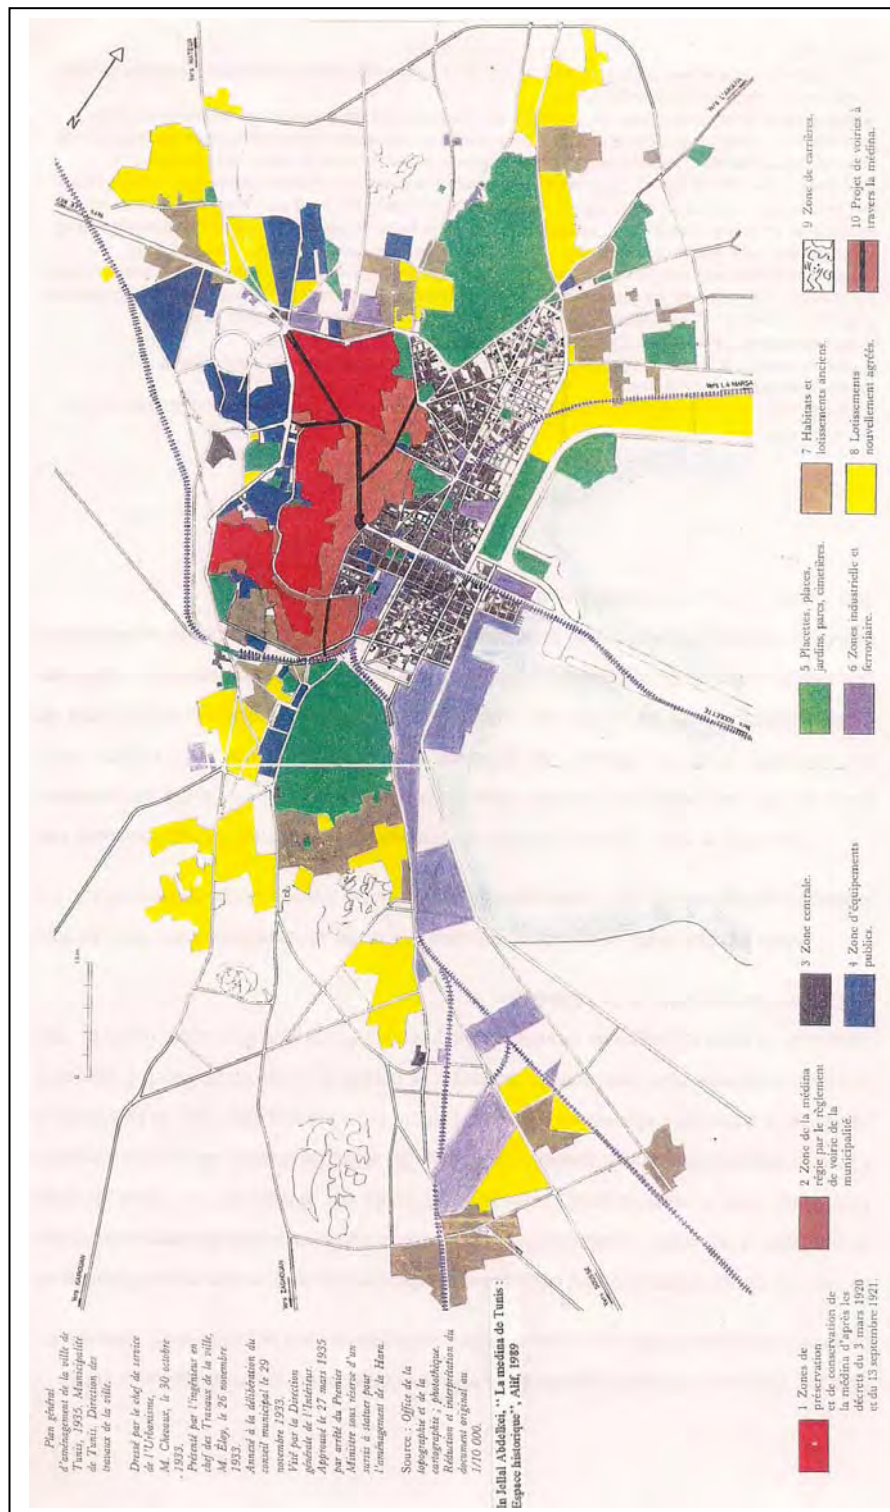 N
vers MATEUR
vers L'ARIANA
vers LE KEF
vers LA MARSA
vers GOULETTE
vers KAIROUAN
vers ZAGHOUAN
vers SOUSSE
Plan général
d'aménagement de la ville de
Tunis, 1935. Municipalité
de Tunis. Direction des
travaux de la ville.
Dressé par le chef de service
de l'Urbanisme,
M. Chevaux, le 30 octobre
1933.
Présenté par l'ingénieur en
chef des Travaux de la ville,
M. Éloy, le 26 novembre
1933.
Annexé à la délibération du
conseil municipal le 29
novembre 1933.
Visé par la Direction
générale de l'Intérieur.
Approuvé le 27 mars 1935
par arrêté du Premier
Ministre sous réserve d'un
sursis à statuer pour
l'aménagement de la Hara.
Source : Office de la
topographie et de la
cartographie ; photothèque.
Réduction et interprétation du
document original au
1/10 000.
In Jellal Abdelkefi, " La medina de Tunis :
Espace historique", Alif, 1989
1 Zones de
préservation
et de conservation de
la médina d'après les
décrets du 3 mars 1920
et du 13 septembre 1921.
2 Zone de la médina
régie par le règlement
de voirie de la
municipalité.
3 Zone centrale.
4 Zone d'équipements
publics.
5 Placettes, places,
jardins, parcs, cimetières.
6 Zones industrielle et
ferroviaire.
7 Habitats et
lotissements anciens.
8 Lotissements
nouvellement agréés.
9 Zone de carrières.
10 Projet de voiries à
travers la médina.